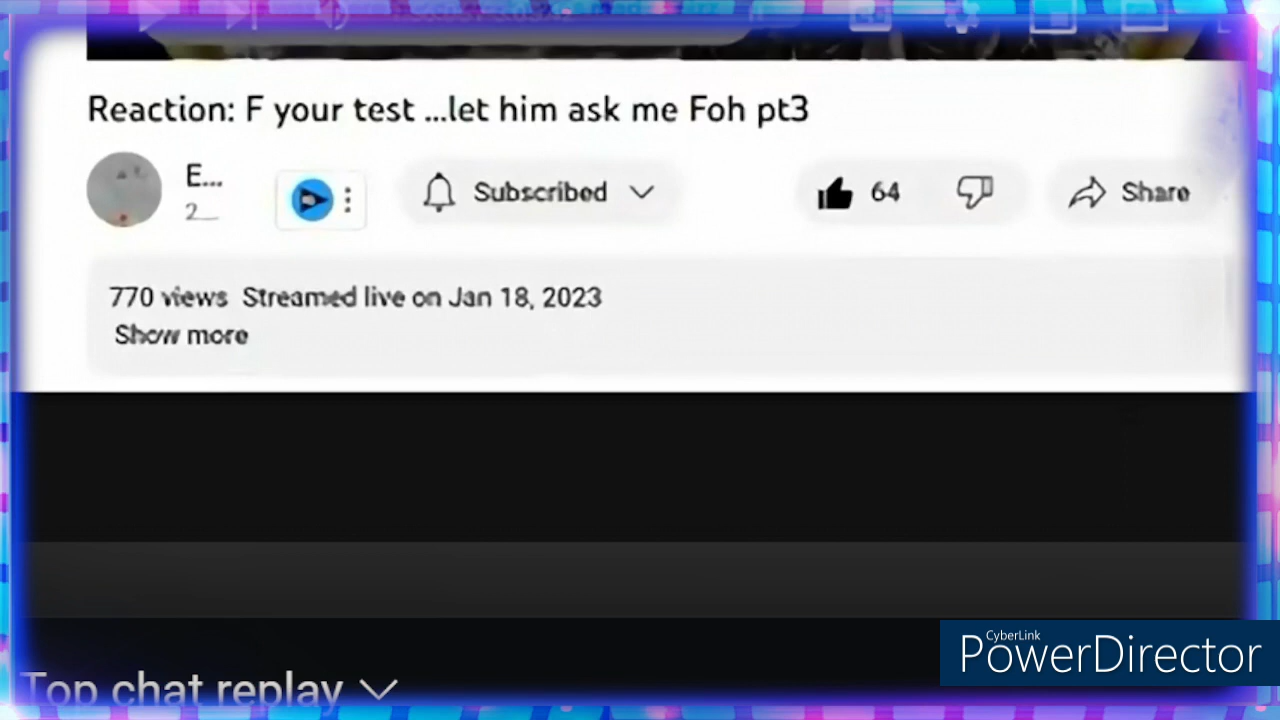 Reaction: F your test ...let him ask me Foh pt3
E...
2
Subscribed
64
Share
770 views Streamed live on Jan 18, 2023
Show more
CyberLink
PowerDirector
Top chat replay